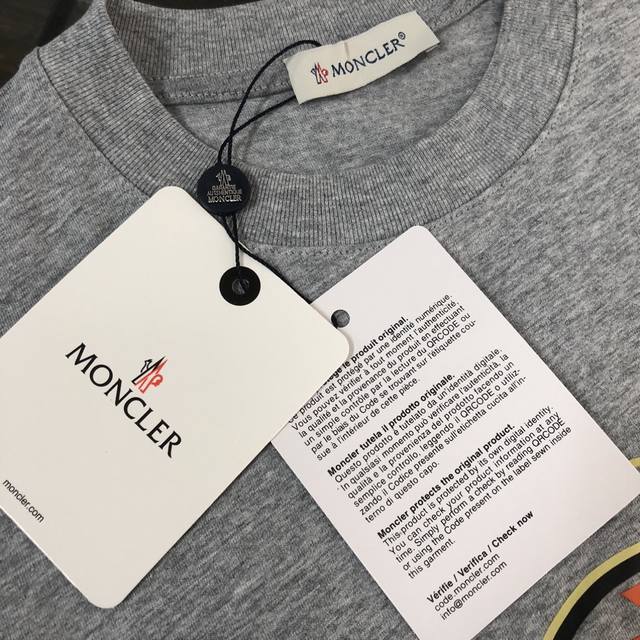 MONCLER®
GARANTIE
AUTHENTIQUE
MONCLER
MONCLER
moncler.com
ge le produit original.
produit est protégé par une identité numérique.
Vous pouvez vérifier à tout moment l'authenticité,
la qualité et la provenance du produit en effectuant
un simple contrôle par la lecture du QRCODE ou
par le biais du Code se trouvant sur l'étiquette cou-
sue à l'intérieur de cette pièce.
Moncler tutela il prodotto originale.
Questo prodotto è tutelato da un'identità digitale.
In qualsiasi momento può verificare l'autenticità, la
qualità e la provenienza del prodotto facendo un
semplice controllo, leggendo il QRCODE o utiliz-
zando il Codice presente sull'etichetta cucita all'in-
terno di questo capo.
Moncler protects the original product.
This product is protected by its own digital identity.
You can check your product information at any
time. Simply perform a check by reading QRCODE
or using the Code present on the label sewn inside
this garment.
Vérifie / Verifica / Check now
code.moncler.com
info@moncler.com